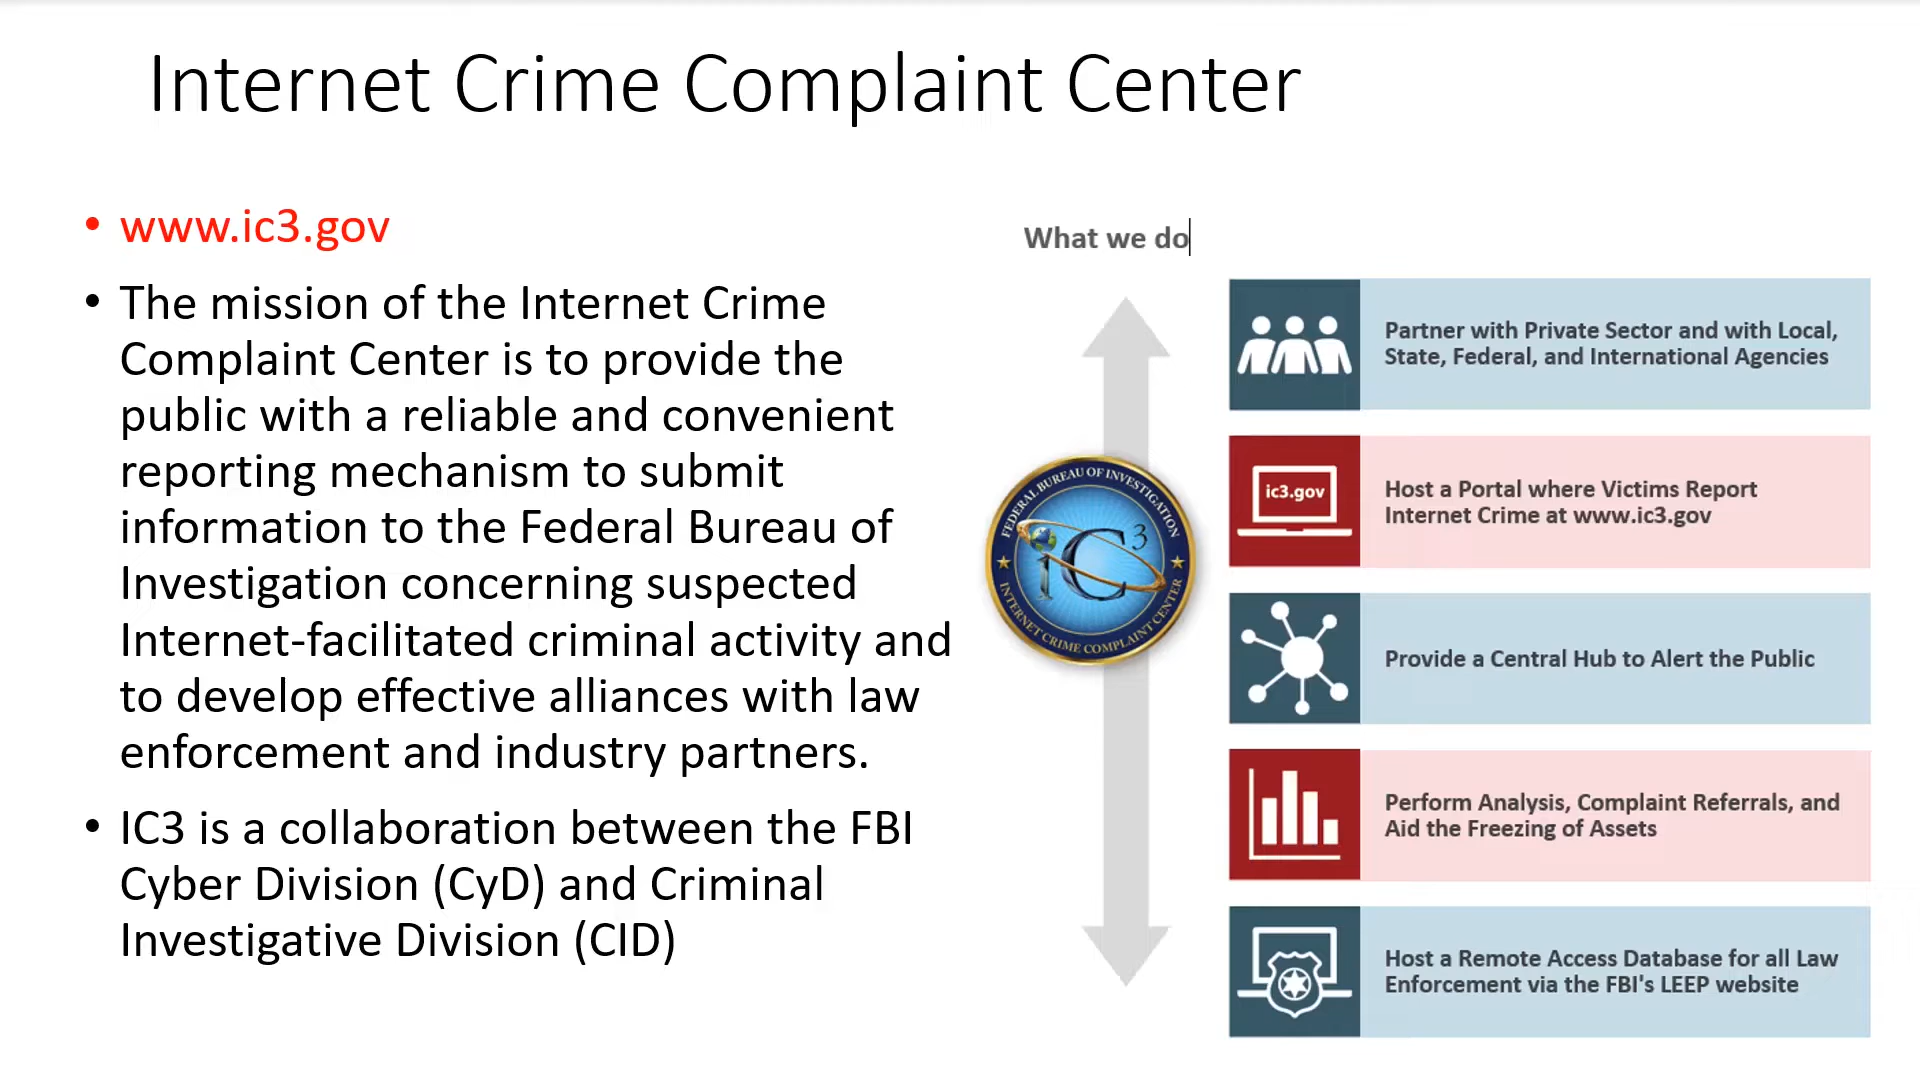 Internet Crime Complaint Center
• www.ic3.gov
• The mission of the Internet Crime
Complaint Center is to provide the
public with a reliable and convenient
reporting mechanism to submit
information to the Federal Bureau of
Investigation concerning suspected
Internet-facilitated criminal activity and
to develop effective alliances with law
enforcement and industry partners.
• IC3 is a collaboration between the FBI
Cyber Division (CyD) and Criminal
Investigative Division (CID)
What we do
FEDERAL BUREAU OF INVESTIGATION
iC3
INTERNET CRIME COMPLAINT CENTER
Partner with Private Sector and with Local,
State, Federal, and International Agencies
ic3.gov
Host a Portal where Victims Report
Internet Crime at www.ic3.gov
Provide a Central Hub to Alert the Public
Perform Analysis, Complaint Referrals, and
Aid the Freezing of Assets
Host a Remote Access Database for all Law
Enforcement via the FBI's LEEP website